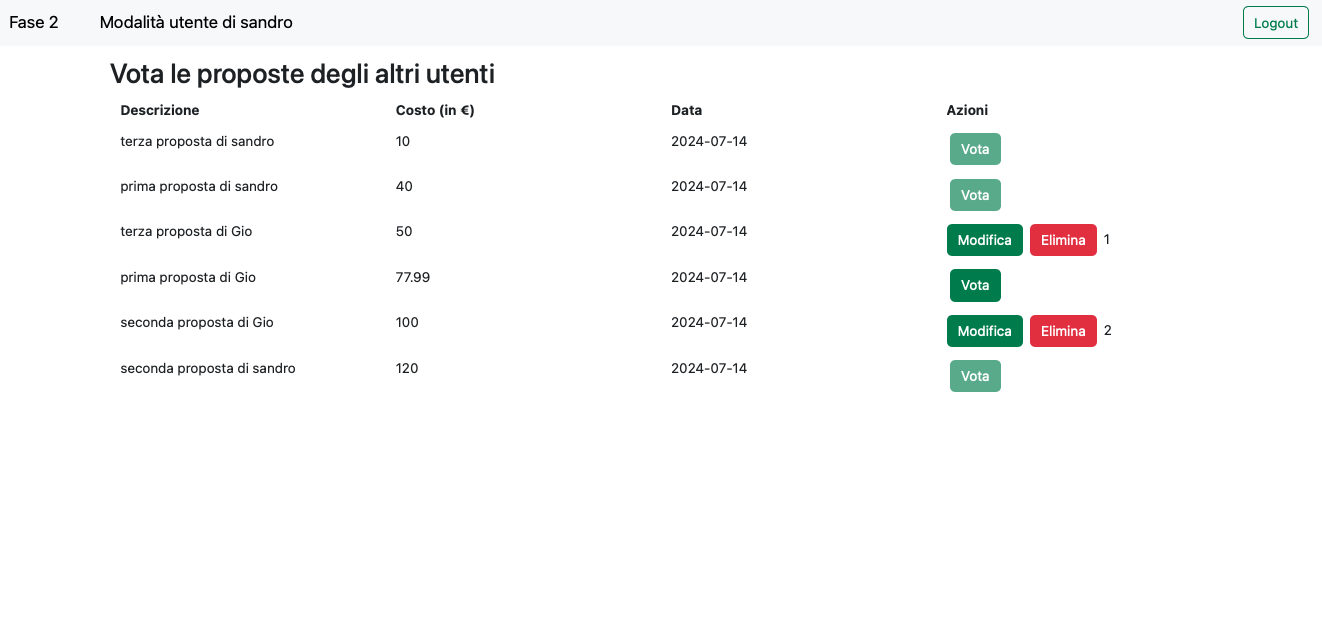 Fase 2 Modalità utente di sandro Logout
Vota le proposte degli altri utenti
Descrizione Costo (in €) Data Azioni
terza proposta di sandro 10 2024-07-14 Vota
prima proposta di sandro 40 2024-07-14 Vota
terza proposta di Gio 50 2024-07-14 Modifica Elimina 1
prima proposta di Gio 77.99 2024-07-14 Vota
seconda proposta di Gio 100 2024-07-14 Modifica Elimina 2
seconda proposta di sandro 120 2024-07-14 Vota